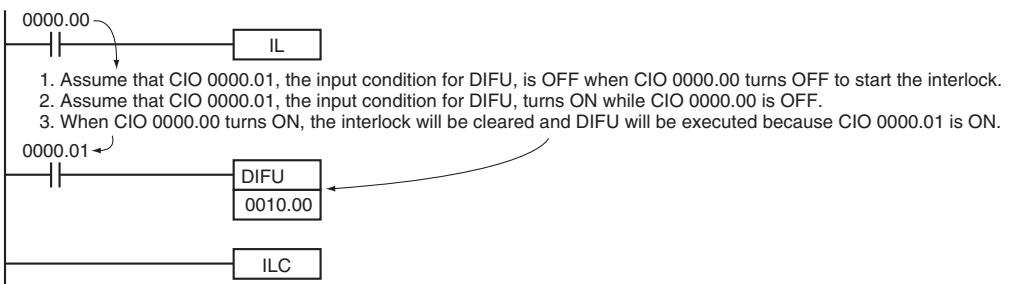 0000.00
IL
1. Assume that CIO 0000.01, the input condition for DIFU, is OFF when CIO 0000.00 turns OFF to start the interlock.
2. Assume that CIO 0000.01, the input condition for DIFU, turns ON while CIO 0000.00 is OFF.
3. When CIO 0000.00 turns ON, the interlock will be cleared and DIFU will be executed because CIO 0000.01 is ON.
0000.01
DIFU
0010.00
ILC